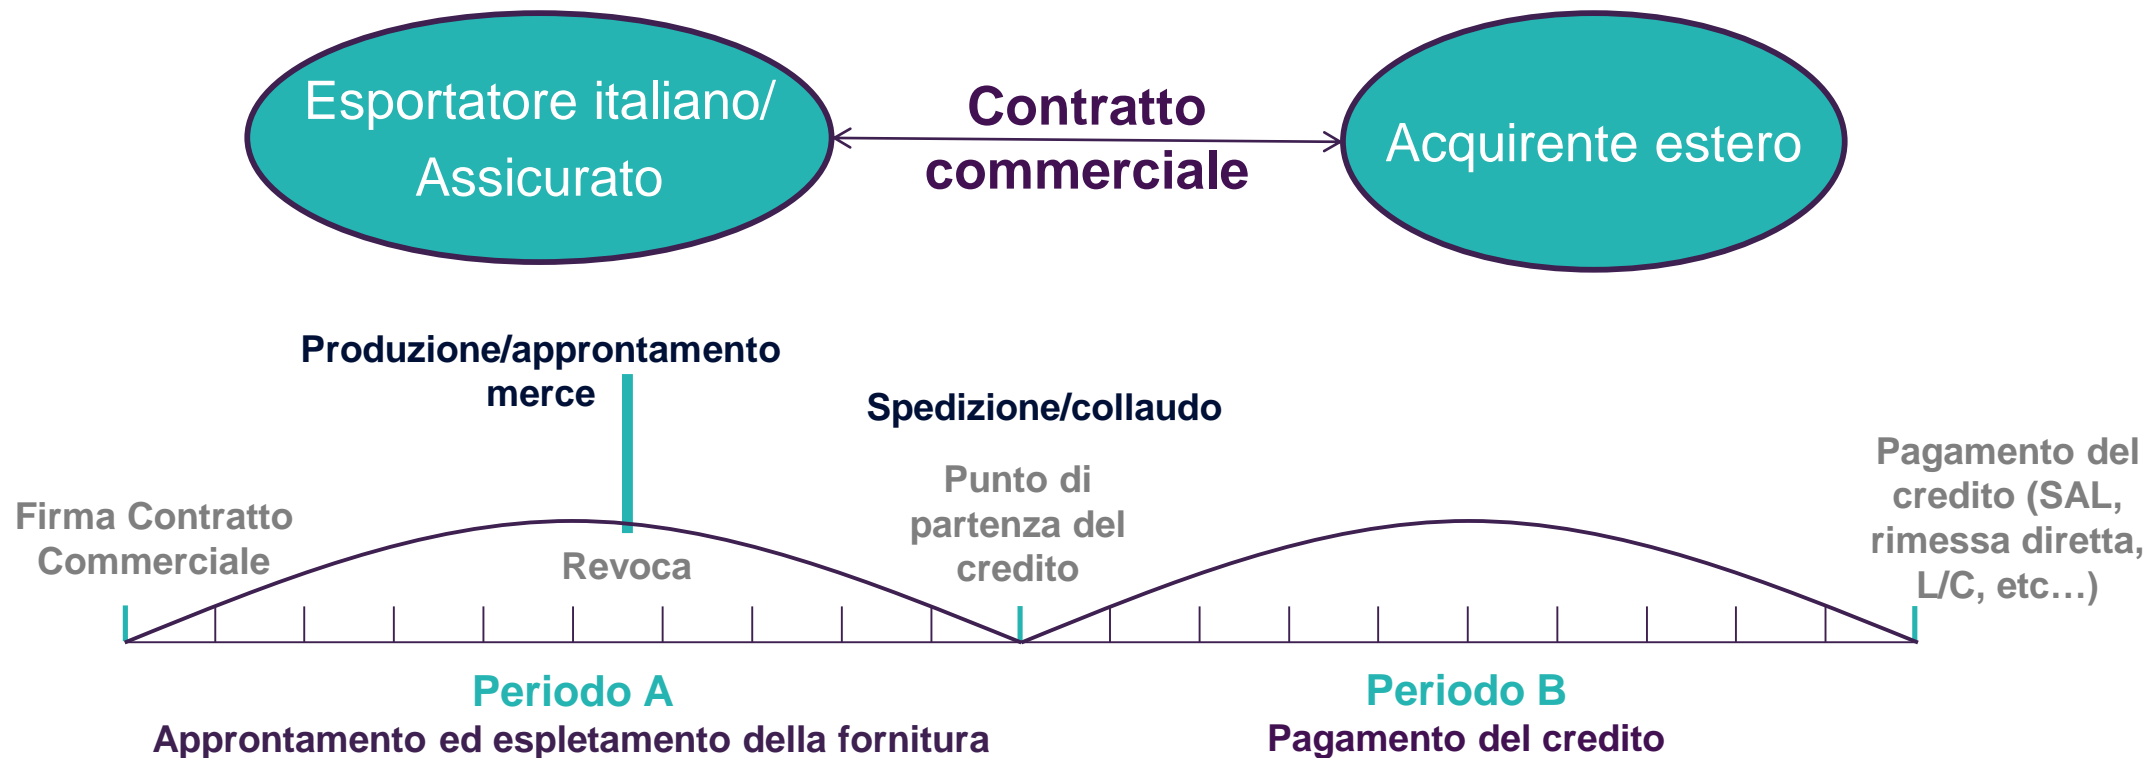 Esportatore italiano/
Assicurato
Contratto
commerciale
Acquirente estero
Produzione/approntamento
merce
Spedizione/collaudo
Firma Contratto
Commerciale
Revoca
Punto di
partenza del
credito
Pagamento del
credito (SAL,
rimessa diretta,
L/C, etc…)
Periodo A
Approntamento ed espletamento della fornitura
Periodo B
Pagamento del credito